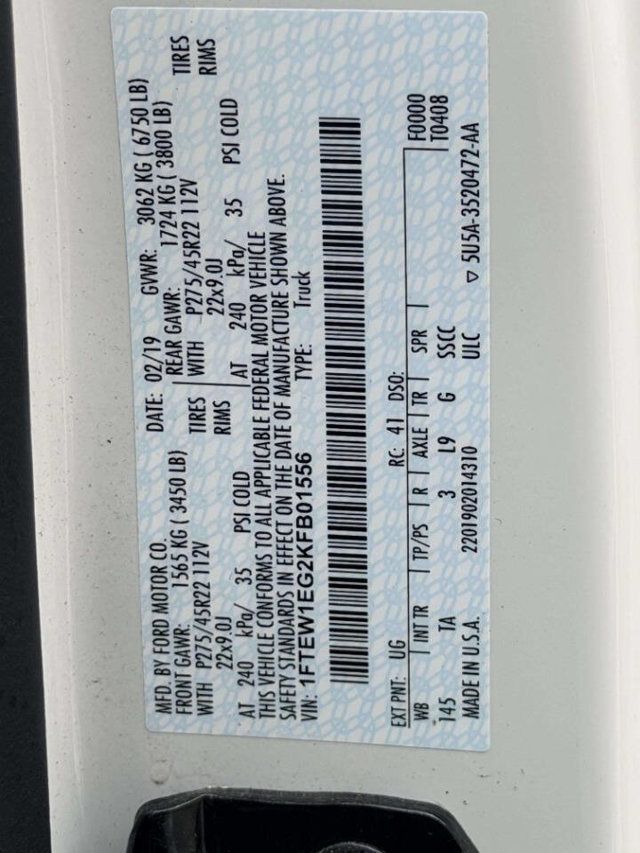 MFD. BY FORD MOTOR CO. DATE: 02/19 GVWR: 3062 KG ( 6750 LB)
FRONT GAWR: 1565 KG ( 3450 LB) REAR GAWR: 1724 KG ( 3800 LB)
WITH P275/45R22 112V TIRES WITH P275/45R22 112V TIRES
22x9.0J RIMS 22x9.0J RIMS
AT 240 kPa/ 35 PSI COLD AT 240 kPa/ 35 PSI COLD
THIS VEHICLE CONFORMS TO ALL APPLICABLE FEDERAL MOTOR VEHICLE
SAFETY STANDARDS IN EFFECT ON THE DATE OF MANUFACTURE SHOWN ABOVE.
VIN: 1FTEW1EG2KFB01556 TYPE: Truck
EXT PNT: UG RC: 41 DSO: F0000
WB INT TR TP/PS R AXLE TR SPR T0408
145 TA 3 L9 G SSCC
MADE IN U.S.A. 2201902014310 ULC ▽ 5U5A-3520472-AA